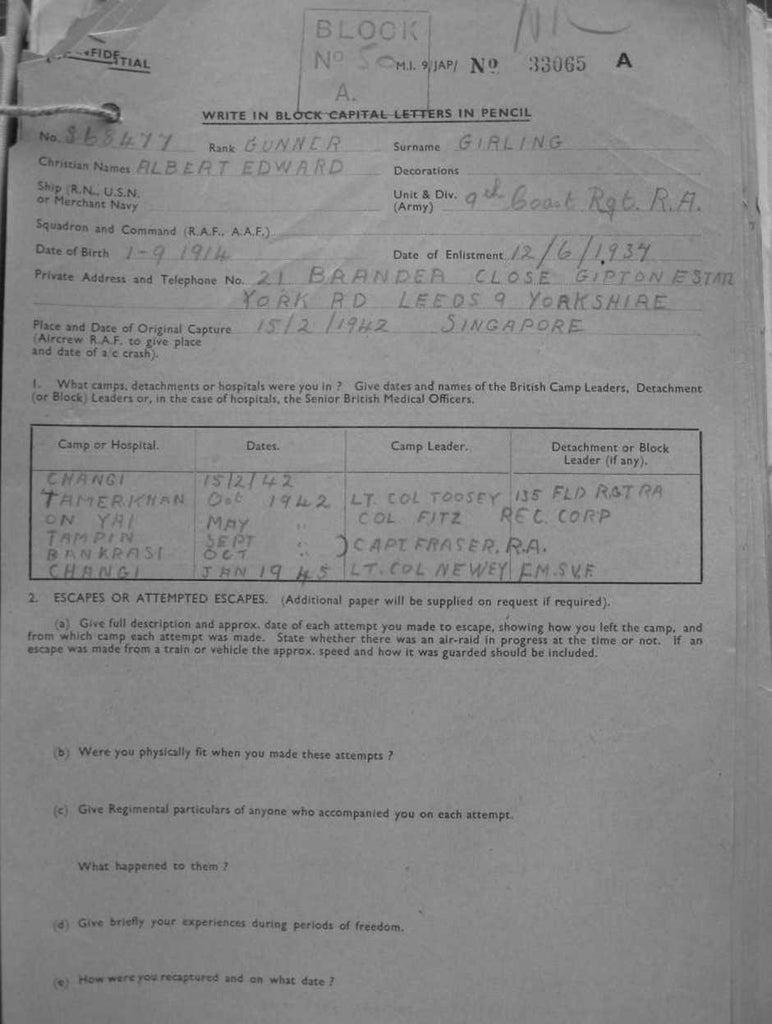 BLOCK
CONFIDENTIAL
No 50 M.I. 9/JAP/ No 33065 A
A.
WRITE IN BLOCK CAPITAL LETTERS IN PENCIL
No. 868477 Rank GUNNER Surname GIRLING
Christian Names ALBERT EDWARD Decorations
Ship (R.N., U.S.N. or Merchant Navy Unit & Div. (Army) 9th Coast Rgt. R.A.
Squadron and Command (R.A.F., A.A.F.)
Date of Birth 1-9 1914 Date of Enlistment 12/6/1934
Private Address and Telephone No. 21 BRANDER CLOSE GIPTON ESTATE
YORK RD LEEDS 9 YORKSHIRE
Place and Date of Original Capture 15/2/1942 SINGAPORE
(Aircrew R.A.F. to give place
and date of a/c crash).
1. What camps, detachments or hospitals were you in ? Give dates and names of the British Camp Leaders, Detachment
(or Block) Leaders or, in the case of hospitals, the Senior British Medical Officers.
Camp or Hospital. Dates. Camp Leader. Detachment or Block Leader (if any).
CHANGI 15/2/42
TAMERKHAN Oct 1942 LT. COL TOOSEY 135 FLD RGT RA
ON YAI MAY " COL FITZ REC. CORP
TAMPIN SEPT "
BANKRASI OCT " ) CAPT. FRASER. R.A.
CHANGI JAN 1945 LT. COL NEWEY F.M.S.V.F.
2. ESCAPES OR ATTEMPTED ESCAPES. (Additional paper will be supplied on request if required).
(a) Give full description and approx. date of each attempt you made to escape, showing how you left the camp, and
from which camp each attempt was made. State whether there was an air-raid in progress at the time or not. If an
escape was made from a train or vehicle the approx. speed and how it was guarded should be included.
(b) Were you physically fit when you made these attempts ?
(c) Give Regimental particulars of anyone who accompanied you on each attempt.
What happened to them ?
(d) Give briefly your experiences during periods of freedom.
(e) How were you recaptured and on what date ?